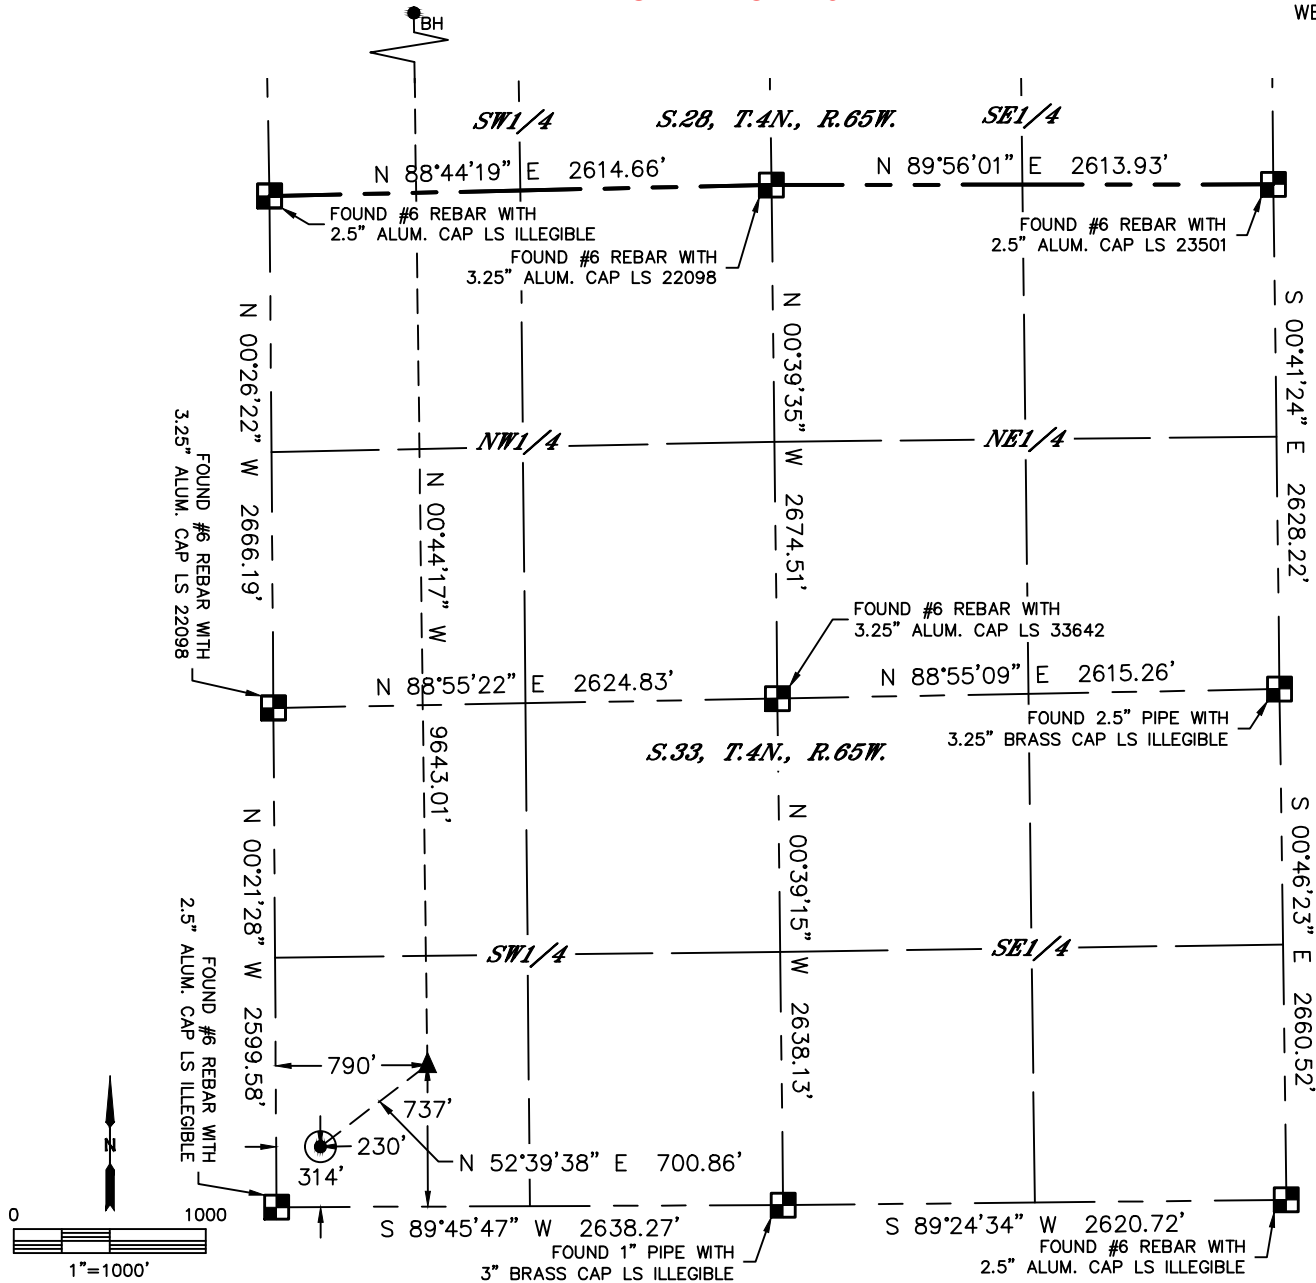 WE
BH
SW1/4
S.28, T.4N., R.65W.
SE1/4
N 88°44'19" E 2614.66'
N 89°56'01" E 2613.93'
FOUND #6 REBAR WITH
2.5" ALUM. CAP LS ILLEGIBLE
FOUND #6 REBAR WITH
3.25" ALUM. CAP LS 22098
FOUND #6 REBAR WITH
2.5" ALUM. CAP LS 23501
N 00°26'22" W 2666.19'
N 00°39'35" W 2674.51'
S 00°41'24" E 2628.22'
NW1/4
NE1/4
FOUND #6 REBAR WITH
3.25" ALUM. CAP LS 22098
N 00°44'17" W 9643.01'
FOUND #6 REBAR WITH
3.25" ALUM. CAP LS 33642
N 88°55'22" E 2624.83'
N 88°55'09" E 2615.26'
FOUND 2.5" PIPE WITH
3.25" BRASS CAP LS ILLEGIBLE
S.33, T.4N., R.65W.
N 00°21'28" W 2599.58'
N 00°39'15" W 2638.13'
S 00°46'23" E 2660.52'
SW1/4
SE1/4
FOUND #6 REBAR WITH
2.5" ALUM. CAP LS ILLEGIBLE
790'
737'
230'
314'
N 52°39'38" E 700.86'
N
0 1000
1"=1000'
S 89°45'47" W 2638.27'
S 89°24'34" W 2620.72'
FOUND 1" PIPE WITH
3" BRASS CAP LS ILLEGIBLE
FOUND #6 REBAR WITH
2.5" ALUM. CAP LS ILLEGIBLE